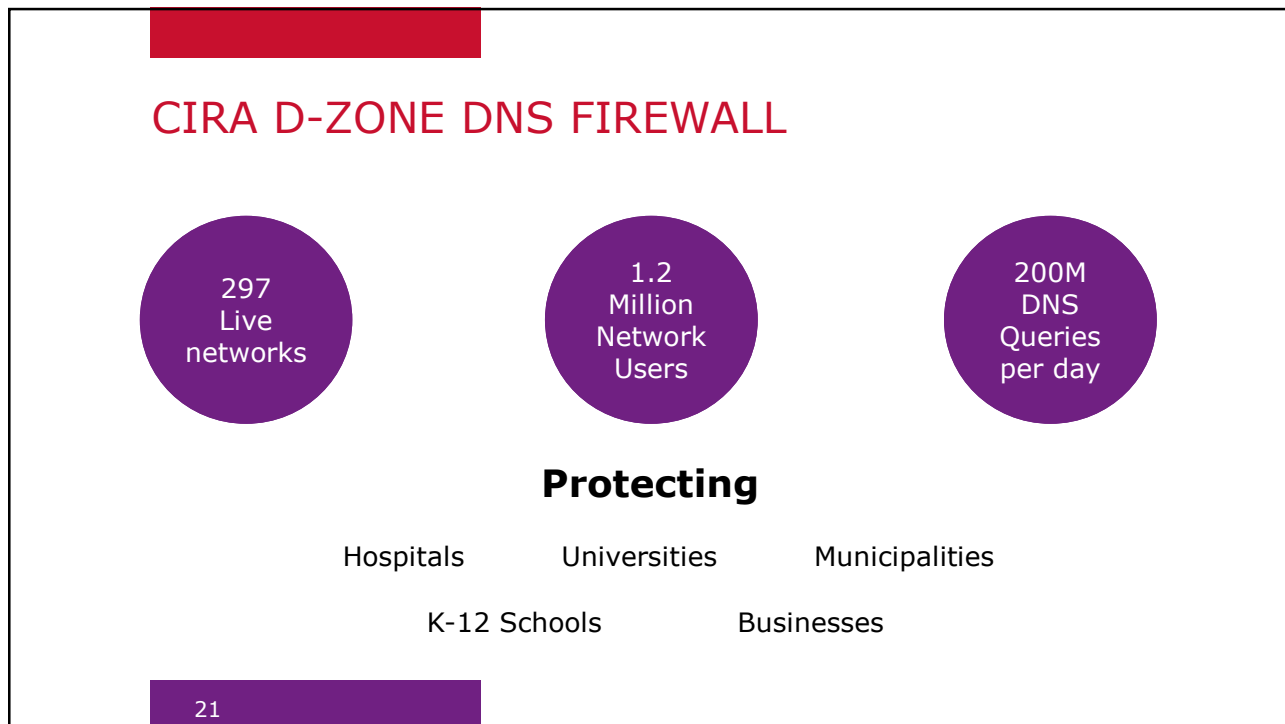 CIRA D-ZONE DNS FIREWALL
297
Live
networks
1.2
Million
Network
Users
200M
DNS
Queries
per day
Protecting
Hospitals Universities Municipalities
K-12 Schools Businesses
21